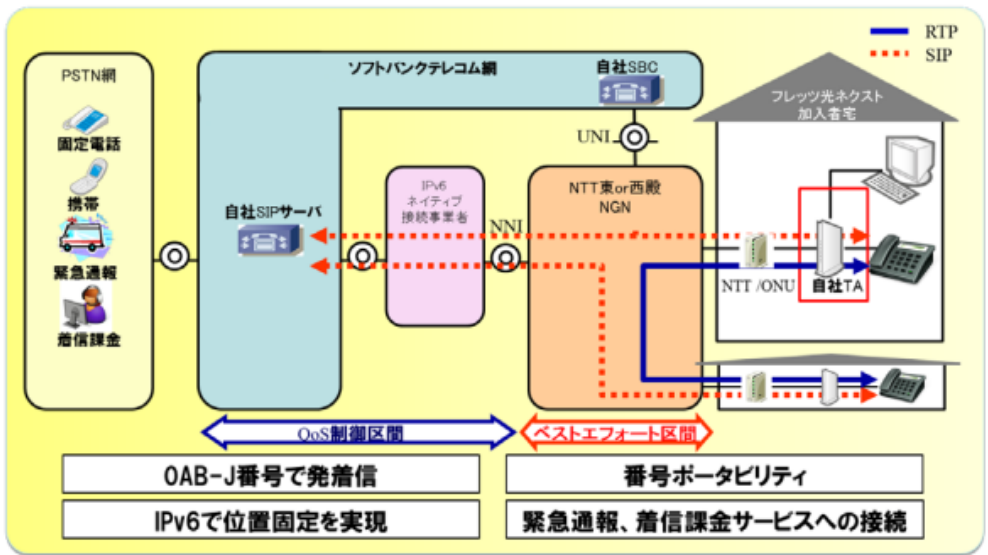 RTP
SIP
PSTN網
固定電話
携帯
緊急通報
着信課金
ソフトバンクテレコム網
自社SBC
自社SIPサーバ
UNI
IPv6
ネイティブ
接続事業者
NNI
NTT東or西殿
NGN
フレッツ光ネクスト
加入者宅
NTT /ONU
自社TA
QoS制御区間
ベストエフォート区間
0AB-J番号で発着信
番号ポータビリティ
IPv6で位置固定を実現
緊急通報、着信課金サービスへの接続